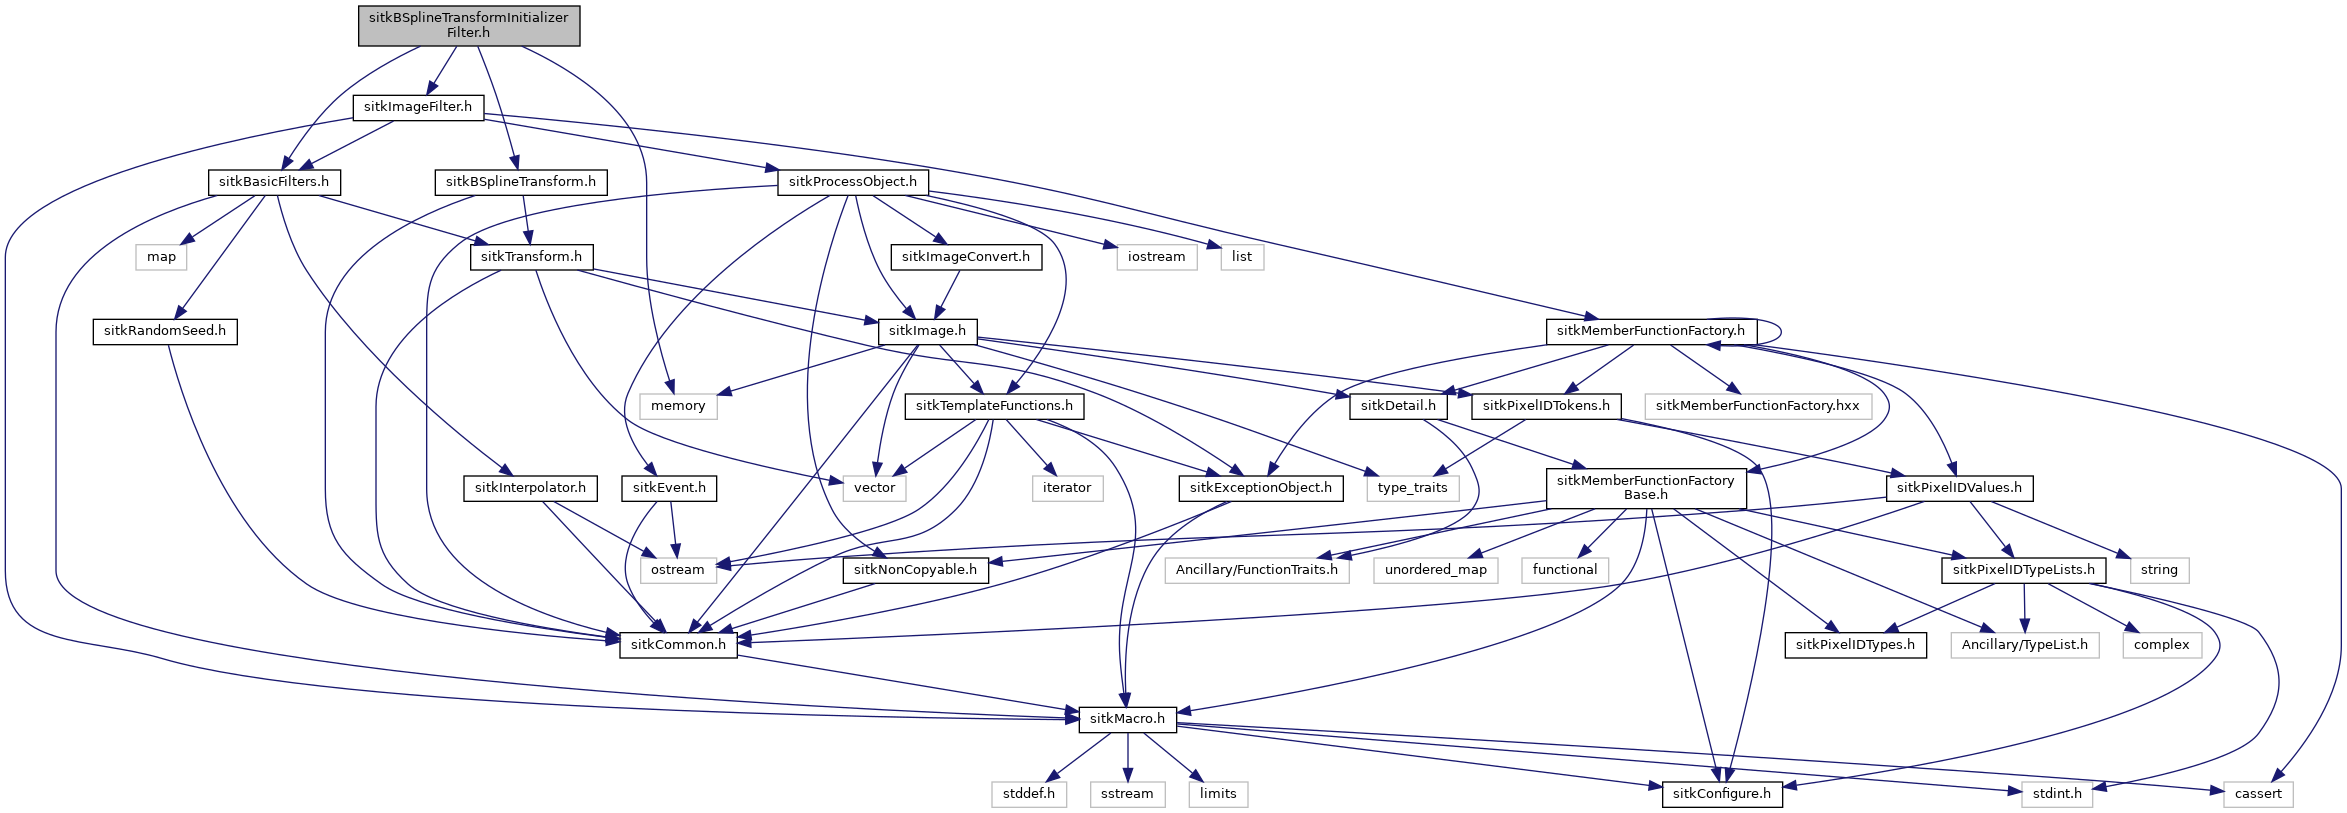 sitkBSplineTransformInitializer
Filter.h
sitkImageFilter.h
sitkBasicFilters.h
sitkBSplineTransform.h
sitkProcessObject.h
map
sitkTransform.h
sitkImageConvert.h
iostream
list
sitkRandomSeed.h
sitkImage.h
sitkMemberFunctionFactory.h
memory
sitkTemplateFunctions.h
sitkDetail.h
sitkPixelIDTokens.h
sitkMemberFunctionFactory.hxx
sitkInterpolator.h
sitkEvent.h
vector
iterator
sitkExceptionObject.h
type_traits
sitkMemberFunctionFactory
Base.h
sitkPixelIDValues.h
ostream
sitkNonCopyable.h
Ancillary/FunctionTraits.h
unordered_map
functional
sitkPixelIDTypeLists.h
string
sitkCommon.h
sitkPixelIDTypes.h
Ancillary/TypeList.h
complex
sitkMacro.h
stddef.h
sstream
limits
sitkConfigure.h
stdint.h
cassert